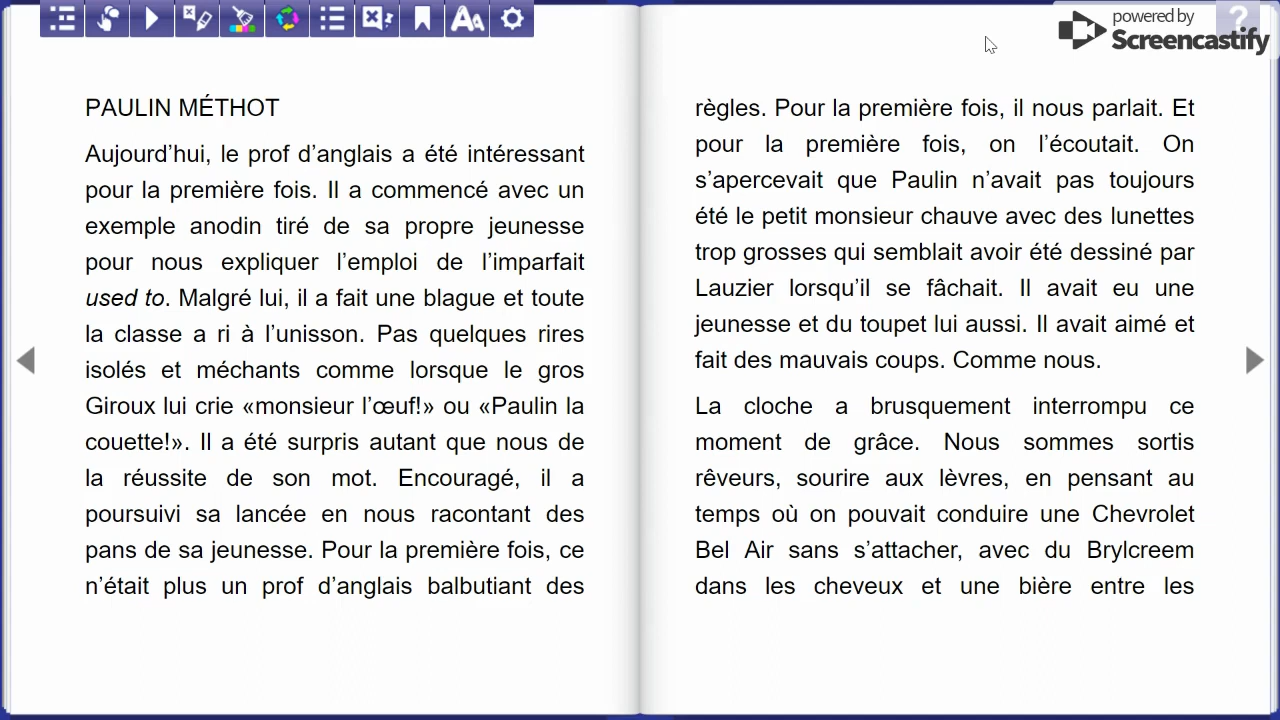 powered by
Screencastify
?
AA
PAULIN MÉTHOT
Aujourd’hui, le prof d’anglais a été intéressant
pour la première fois. Il a commencé avec un
exemple anodin tiré de sa propre jeunesse
pour nous expliquer l’emploi de l’imparfait
used to. Malgré lui, il a fait une blague et toute
la classe a ri à l’unisson. Pas quelques rires
isolés et méchants comme lorsque le gros
Giroux lui crie «monsieur l’œuf!» ou «Paulin la
couette!». Il a été surpris autant que nous de
la réussite de son mot. Encouragé, il a
poursuivi sa lancée en nous racontant des
pans de sa jeunesse. Pour la première fois, ce
n’était plus un prof d’anglais balbutiant des
règles. Pour la première fois, il nous parlait. Et
pour la première fois, on l’écoutait. On
s’apercevait que Paulin n’avait pas toujours
été le petit monsieur chauve avec des lunettes
trop grosses qui semblait avoir été dessiné par
Lauzier lorsqu’il se fâchait. Il avait eu une
jeunesse et du toupet lui aussi. Il avait aimé et
fait des mauvais coups. Comme nous.
La cloche a brusquement interrompu ce
moment de grâce. Nous sommes sortis
rêveurs, sourire aux lèvres, en pensant au
temps où on pouvait conduire une Chevrolet
Bel Air sans s’attacher, avec du Brylcreem
dans les cheveux et une bière entre les